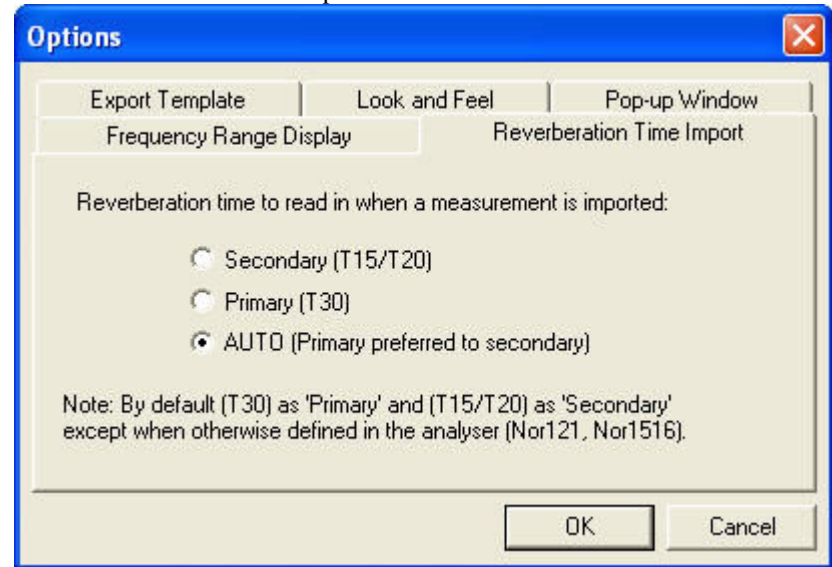 Options
Export Template
Look and Feel
Pop-up Window
Frequency Range Display
Reverberation Time Import
Reverberation time to read in when a measurement is imported:
Secondary (T15/T20)
Primary (T30)
AUTO (Primary preferred to secondary)
Note: By default (T30) as 'Primary' and (T15/T20) as 'Secondary'
except when otherwise defined in the analyser (Nor121, Nor1516).
OK
Cancel